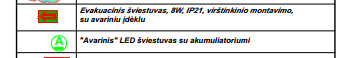 Evakuacinis šviestuvas, 8W, IP21, virštinkinio montavimo,
su avariniu įdėklu
A
"Avarinis" LED šviestuvas su akumuliatoriumi